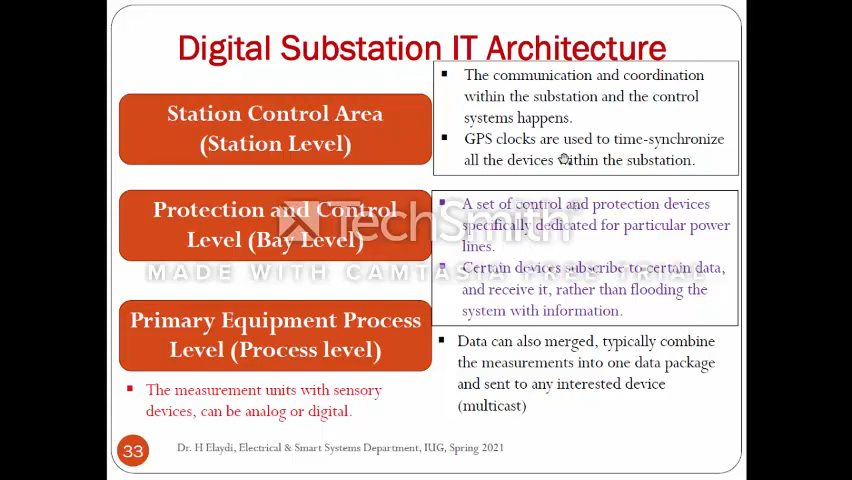 Digital Substation IT Architecture
Station Control Area
(Station Level)
▪ The communication and coordination
within the substation and the control
systems happens.
▪ GPS clocks are used to time-synchronize
all the devices within the substation.
Protection and Control
Level (Bay Level)
▪ A set of control and protection devices
specifically dedicated for particular power
lines.
▪ Certain devices subscribe to certain data,
and receive it, rather than flooding the
system with information.
TechSmith
MADE WITH CAMTASIA FREE TRIAL
Primary Equipment Process
Level (Process level)
▪ Data can also merged, typically combine
the measurements into one data package
and sent to any interested device
(multicast)
▪ The measurement units with sensory
devices, can be analog or digital.
33
Dr. H Elaydi, Electrical & Smart Systems Department, IUG, Spring 2021